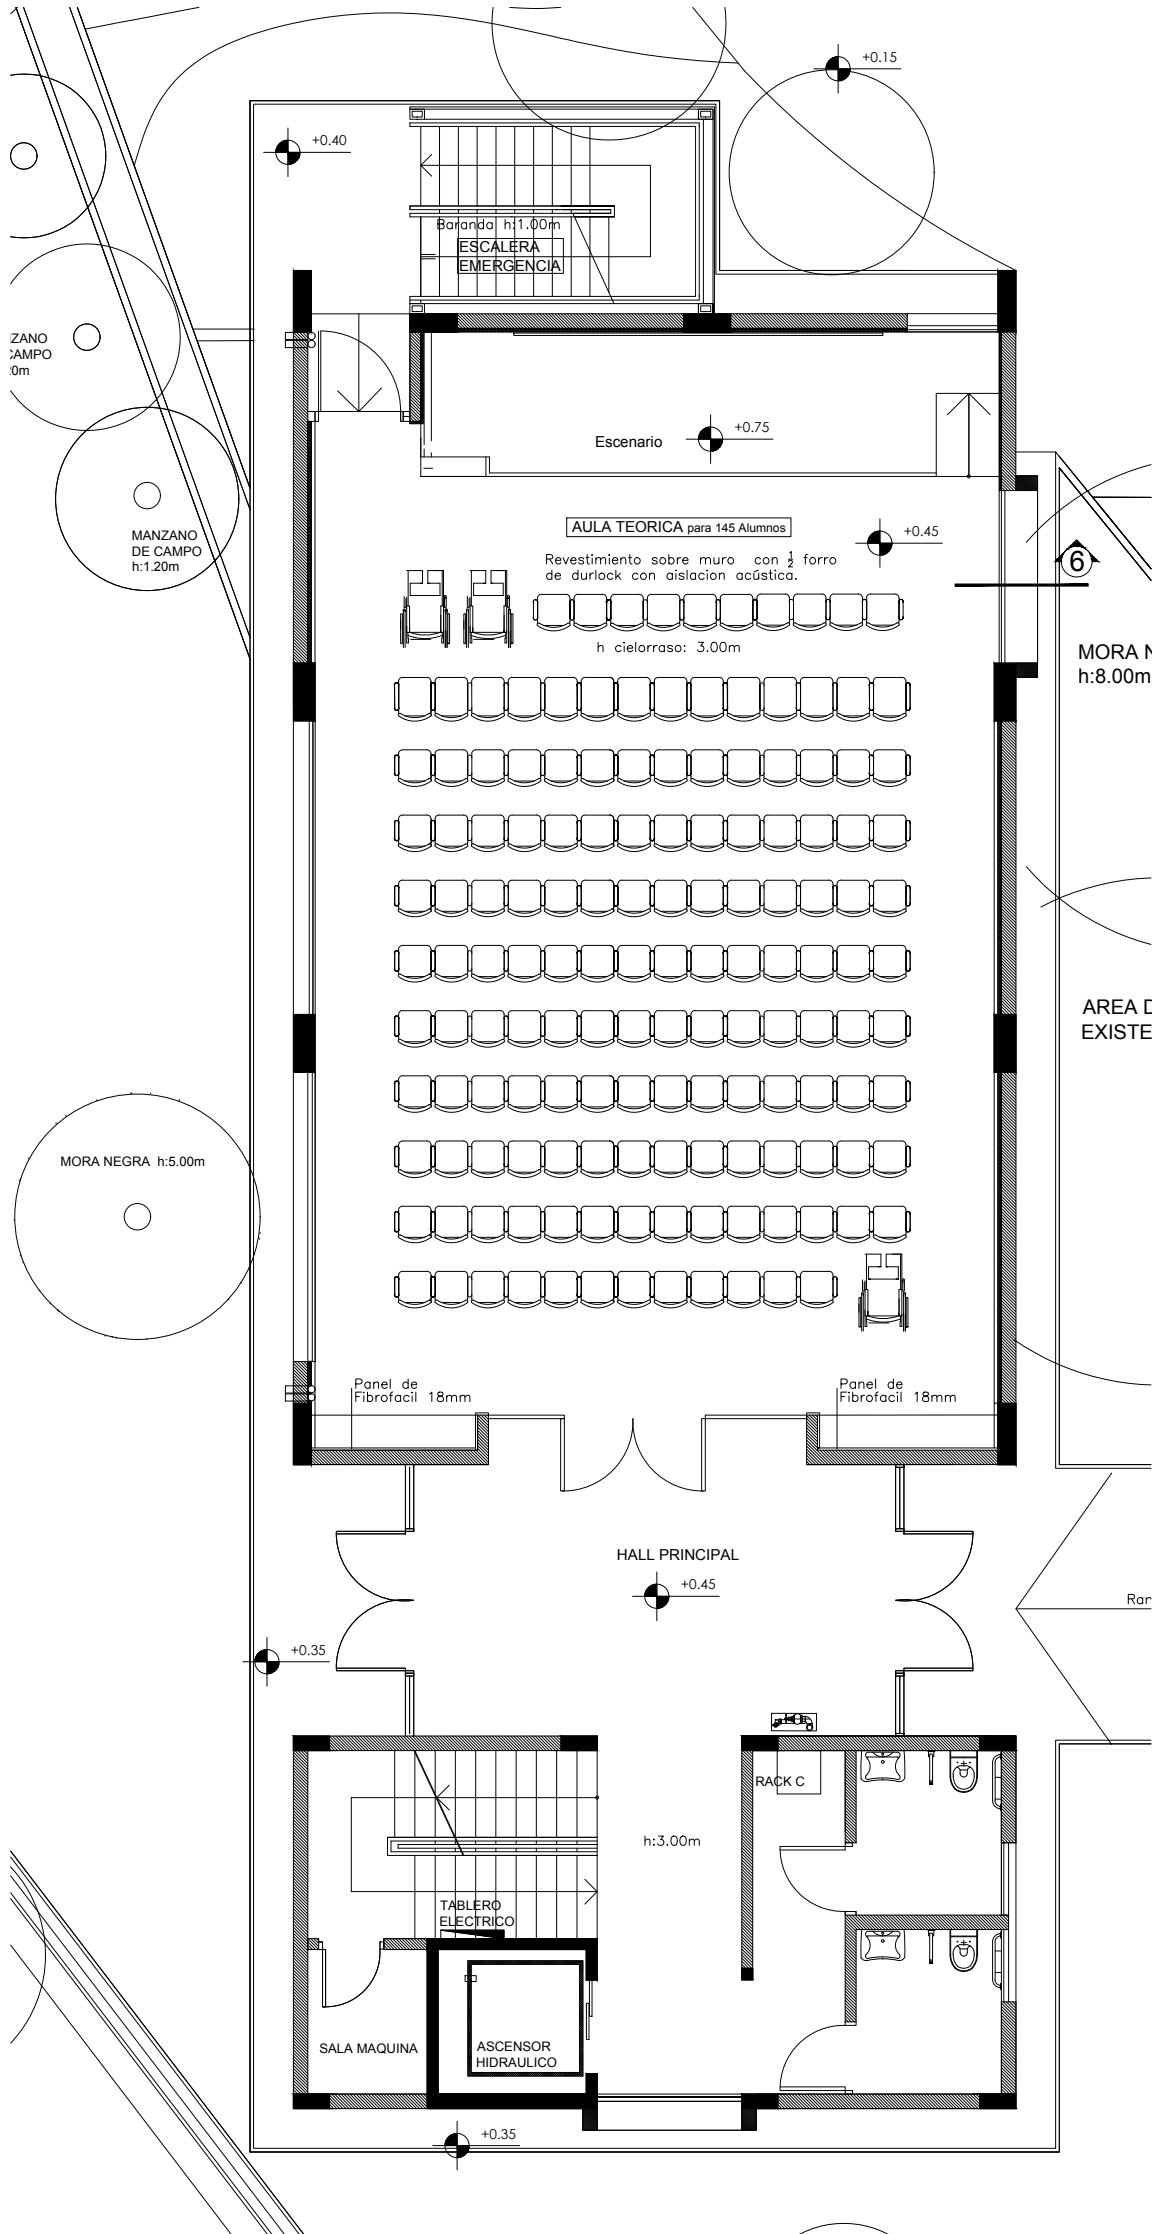 +0.15
+0.40
Baranda h:1.00m
ESCALERA
EMERGENCIA
ZANO
CAMPO
20m
Escenario
+0.75
MANZANO
DE CAMPO
h:1.20m
AULA TEORICA para 145 Alumnos
+0.45
Revestimiento sobre muro con ½ forro
de durlock con aislacion acústica.
6
h cielorraso: 3.00m
MORA N
h:8.00m
AREA D
EXISTE
MORA NEGRA h:5.00m
Panel de
Fibrofacil 18mm
Panel de
Fibrofacil 18mm
HALL PRINCIPAL
+0.45
Rar
+0.35
RACK C
h:3.00m
TABLERO
ELECTRICO
SALA MAQUINA
ASCENSOR
HIDRAULICO
+0.35